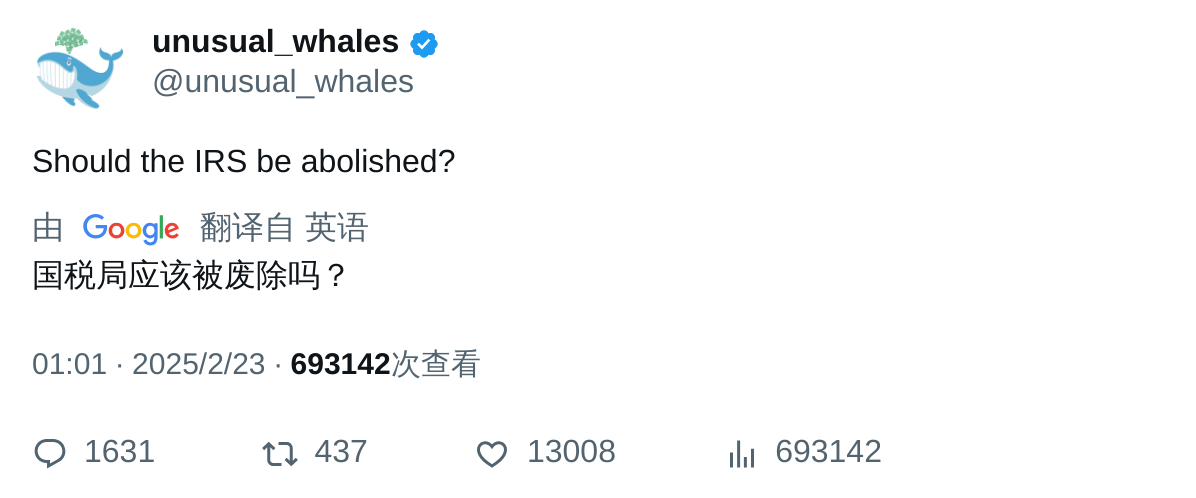 unusual_whales
@unusual_whales
Should the IRS be abolished?
由 Google 翻译自 英语
国税局应该被废除吗？
01:01 · 2025/2/23 · 693142次查看
1631 437 13008 693142